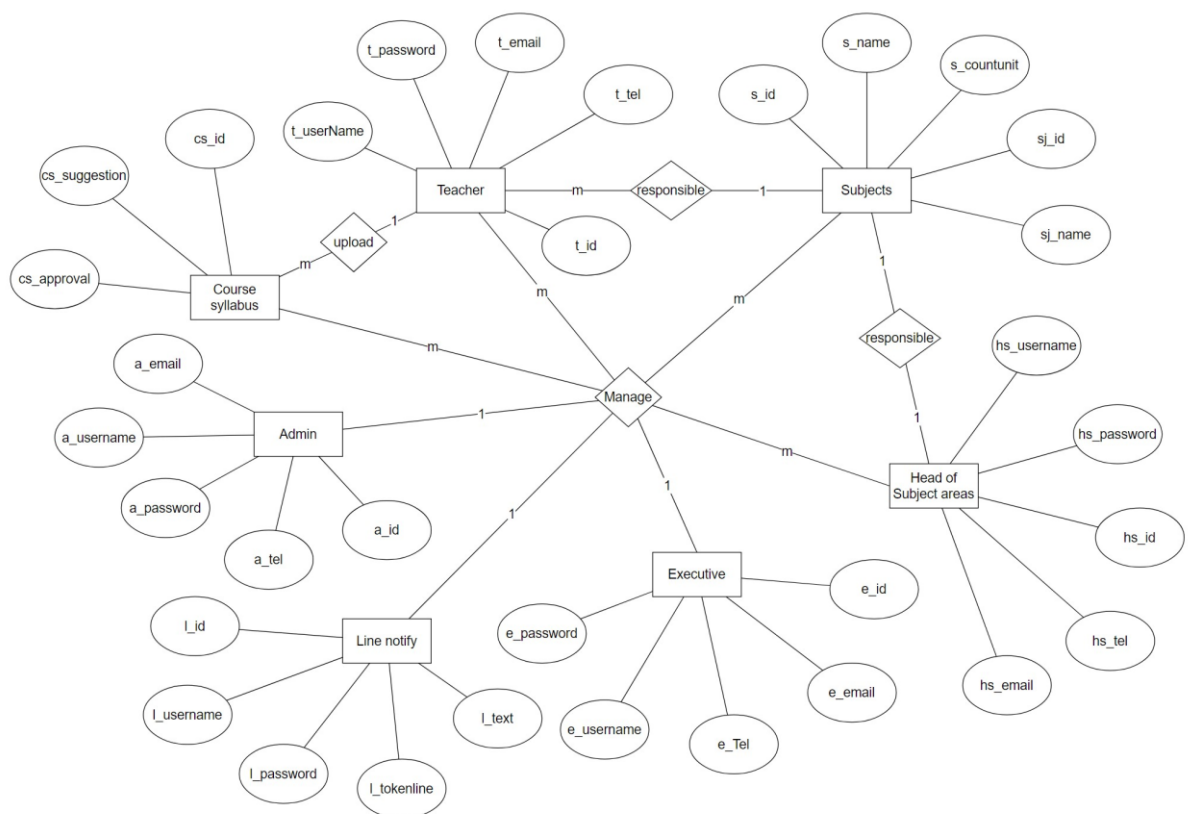 s_name
t_email
t_password
s_countunit
t_tel
s_id
t_userName
cs_id
sj_id
cs_suggestion
Teacher
m
responsible
1
Subjects
1
upload
sj_name
t_id
m
cs_approval
Course
syllabus
1
m
m
responsible
hs_username
m
a_email
Manage
a_username
Admin
1
1
hs_password
m
Head of
Subject areas
a_password
a_id
1
1
hs_id
a_tel
Executive
e_id
l_id
e_password
Line notify
hs_tel
hs_email
e_email
l_username
l_text
e_username
e_Tel
l_password
l_tokenline